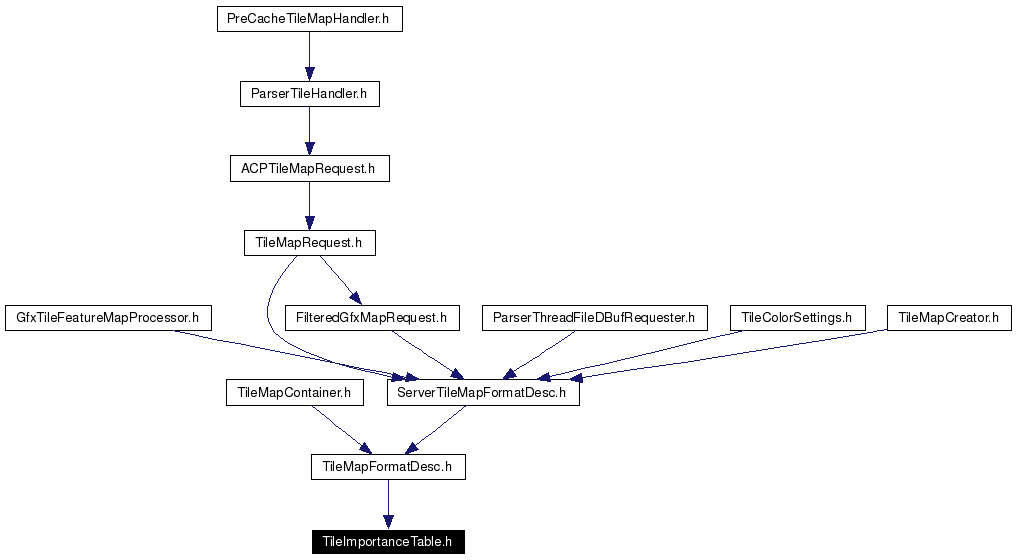 PreCacheTileMapHandler.h
ParserTileHandler.h
ACPTileMapRequest.h
TileMapRequest.h
GfxTileFeatureMapProcessor.h
FilteredGfxMapRequest.h
ParserThreadFileDBufRequester.h
TileColorSettings.h
TileMapCreator.h
TileMapContainer.h
ServerTileMapFormatDesc.h
TileMapFormatDesc.h
TileImportanceTable.h